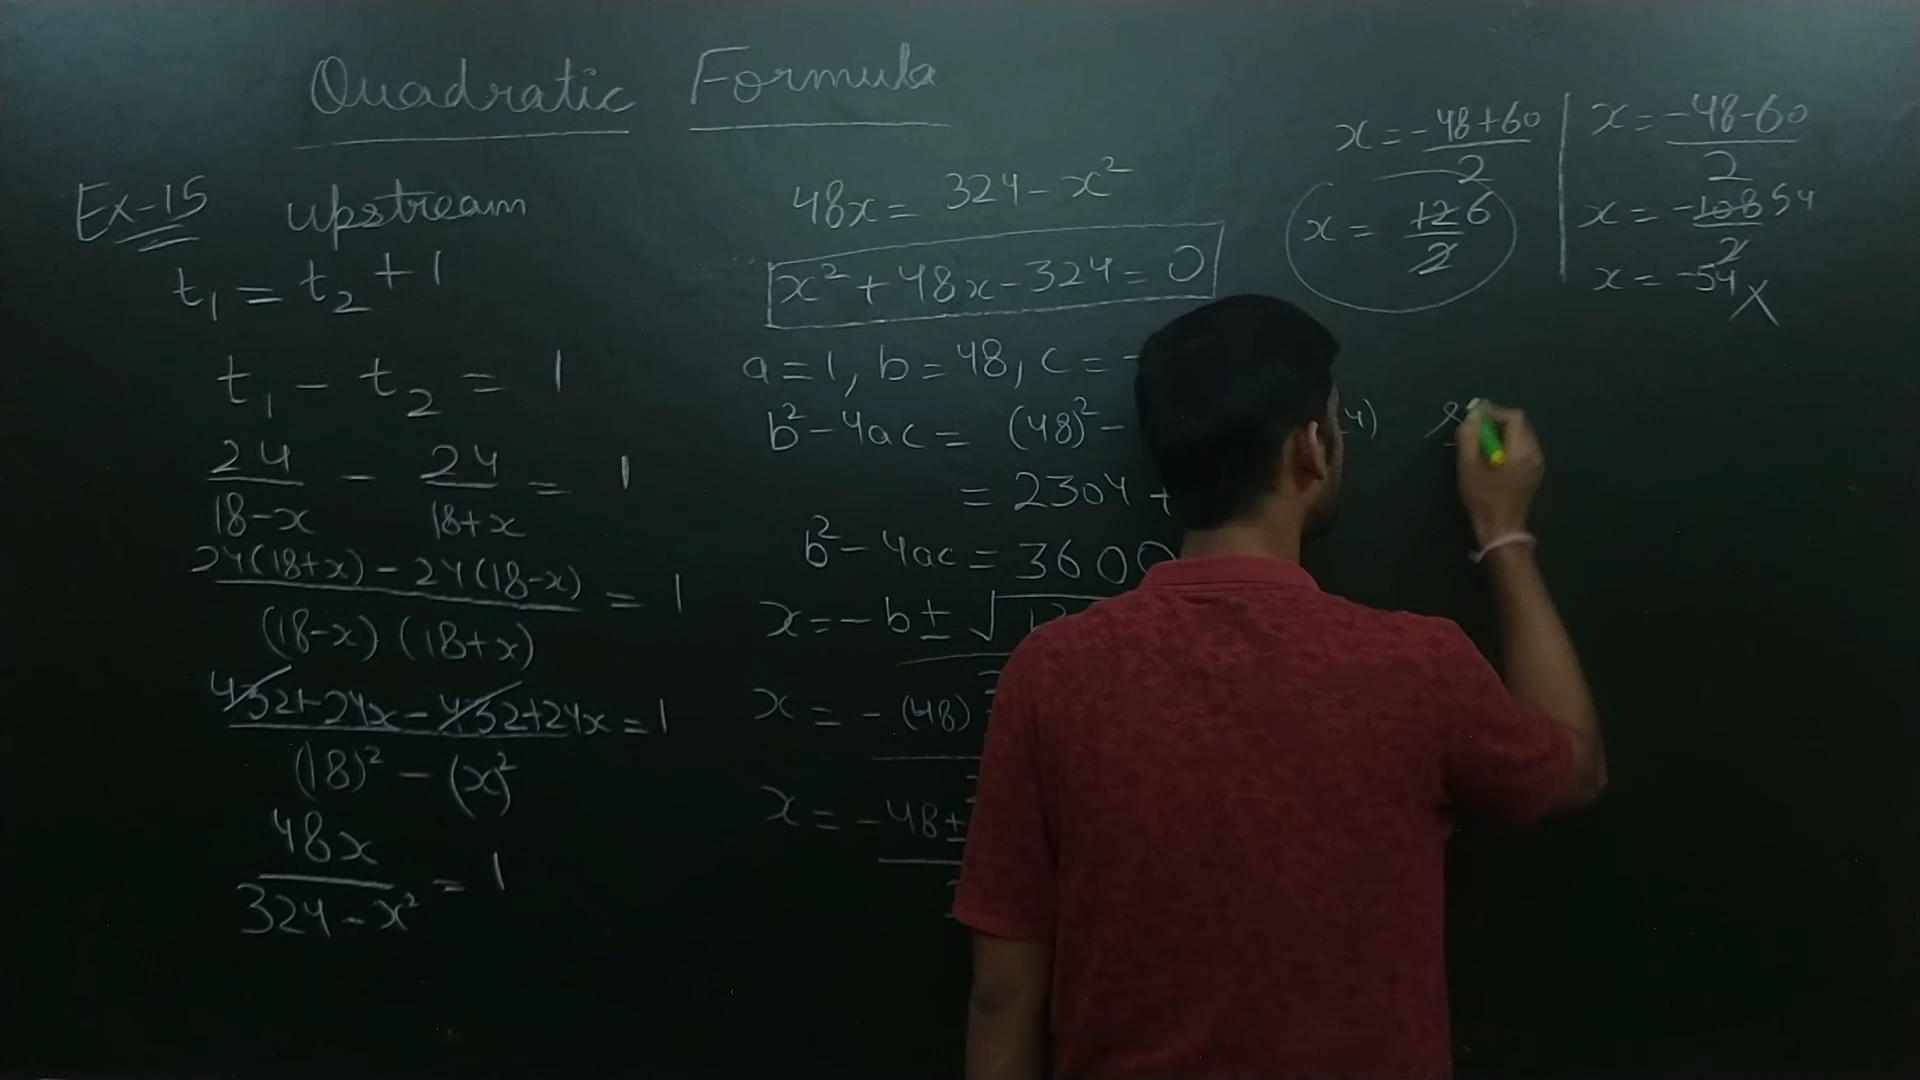 Quadratic Formula
Ex-15 upstream
t₁ = t₂ + 1
t₁ - t₂ = 1
24/18-x - 24/18+x = 1
24(18+x) - 24(18-x)/(18-x)(18+x) = 1
432+24x-432+24x/(18)² - (x)² = 1
48x/324-x² = 1
48x = 324-x²
x²+48x-324=0
a=1, b=48, c= -
b²-4ac = (48)² - 4)
= 2304 +
b²-4ac = 3600
x = -b ± √
x = -(48)
x = -48±
x = -48+60/2
x = 12 6/2
x = -48-60/2
x = -108 54/2
x = -54 X